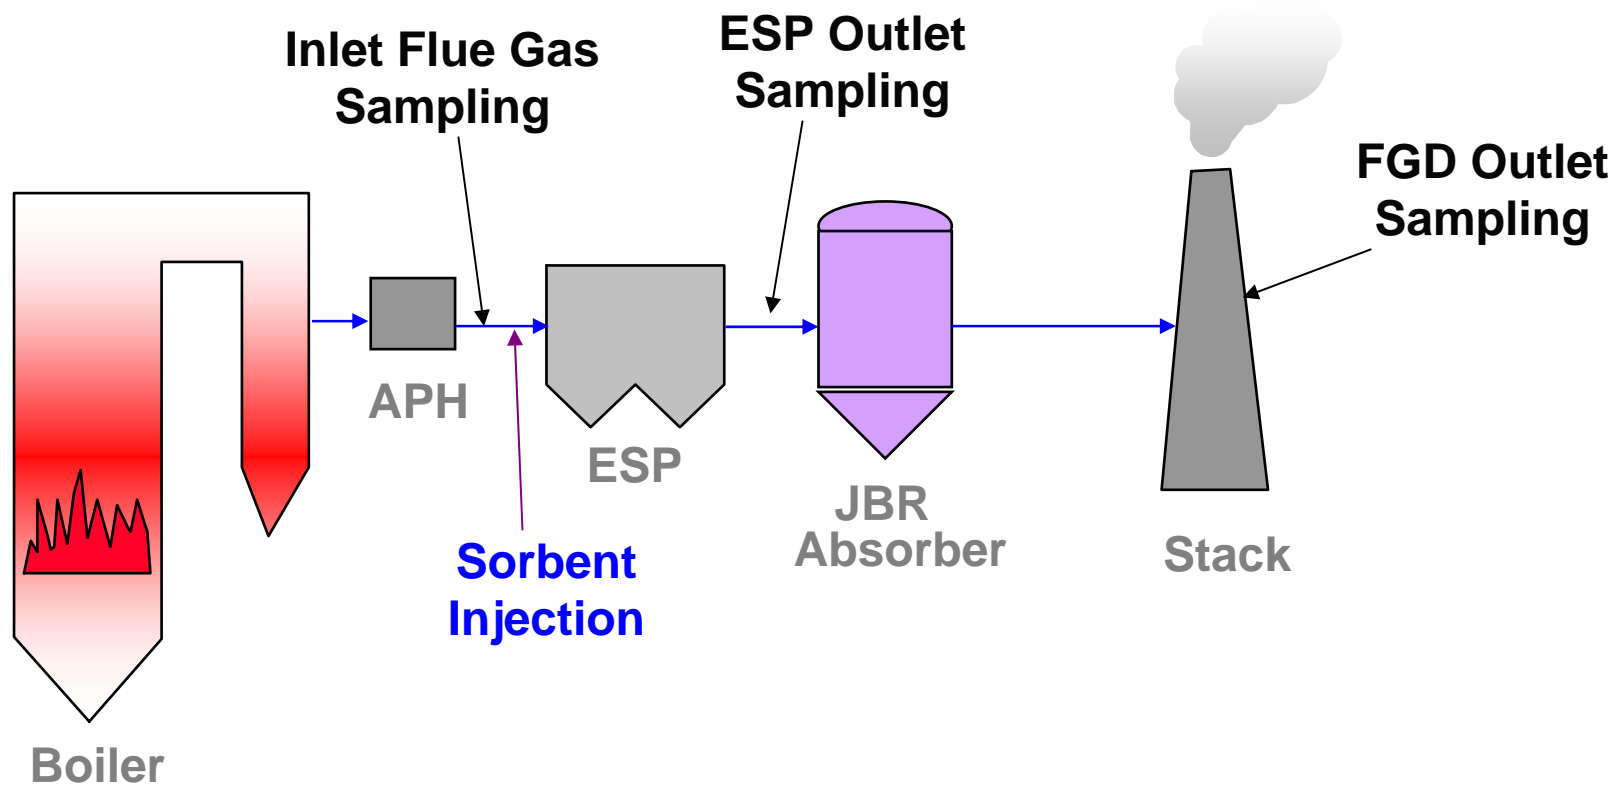 Inlet Flue Gas
Sampling
ESP Outlet
Sampling
FGD Outlet
Sampling
APH
ESP
JBR
Absorber
Stack
Sorbent
Injection
Boiler